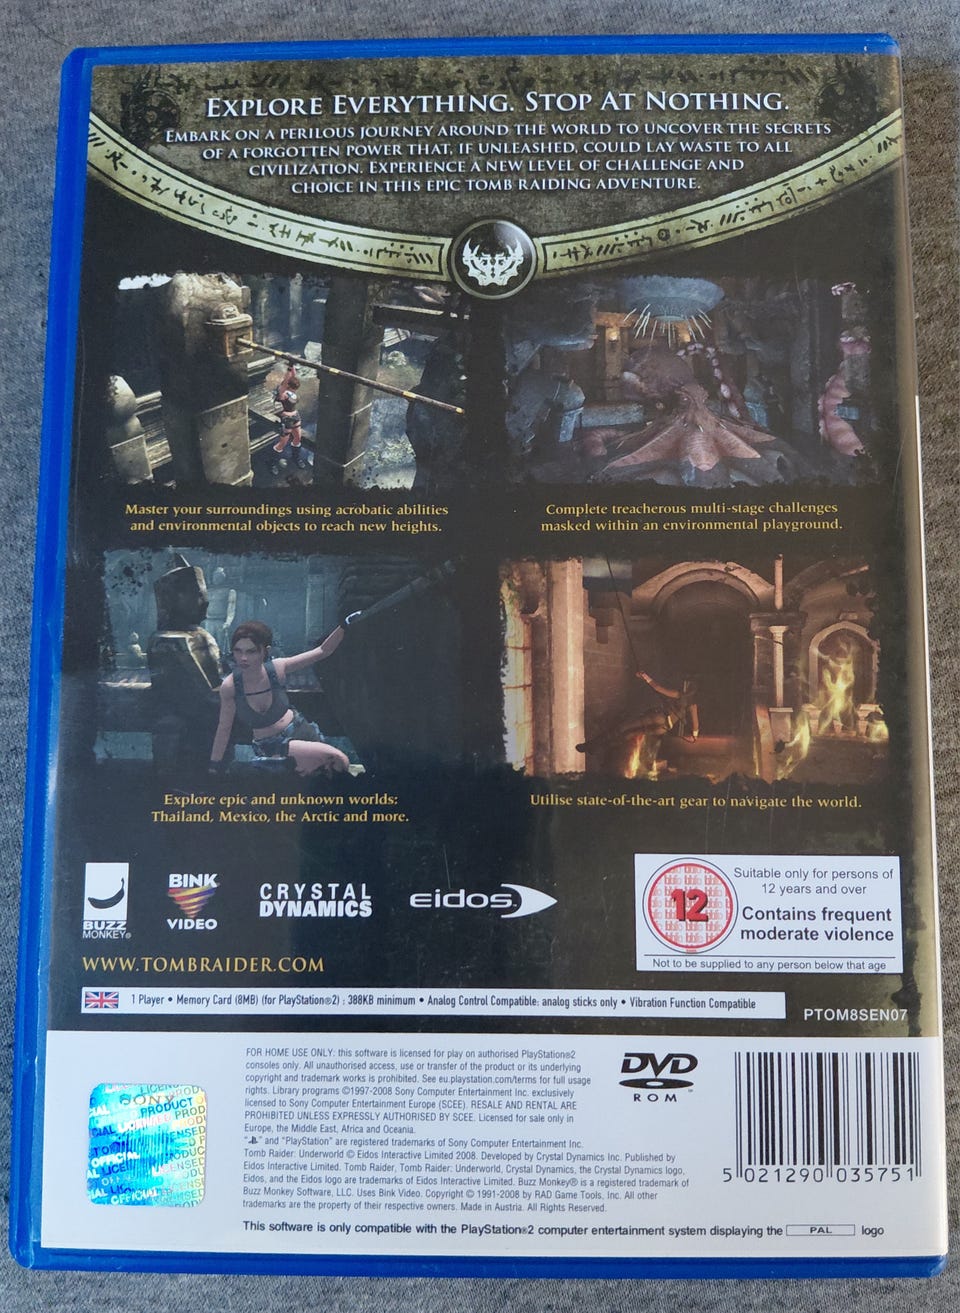 EXPLORE EVERYTHING. STOP AT NOTHING.
EMBARK ON A PERILOUS JOURNEY AROUND THE WORLD TO UNCOVER THE SECRETS
OF A FORGOTTEN POWER THAT, IF UNLEASHED, COULD LAY WASTE TO ALL
CIVILIZATION. EXPERIENCE A NEW LEVEL OF CHALLENGE AND
CHOICE IN THIS EPIC TOMB RAIDING ADVENTURE.
Master your surroundings using acrobatic abilities
and environmental objects to reach new heights.
Complete treacherous multi-stage challenges
masked within an environmental playground.
Explore epic and unknown worlds:
Thailand, Mexico, the Arctic and more.
Utilise state-of-the-art gear to navigate the world.
BUZZ
MONKEY®
BINK
VIDEO
CRYSTAL
DYNAMICS
eidos
12
Suitable only for persons of
12 years and over
Contains frequent
moderate violence
Not to be supplied to any person below that age
WWW.TOMBRAIDER.COM
1 Player • Memory Card (8MB) (for PlayStation®2) : 388KB minimum • Analog Control Compatible: analog sticks only • Vibration Function Compatible
PTOM8SEN07
FOR HOME USE ONLY: this software is licensed for play on authorised PlayStation®2
consoles only. All unauthorised access, use or transfer of the product or its underlying
copyright and trademark works is prohibited. See eu.playstation.com/terms for full usage
rights. Library programs ©1997-2008 Sony Computer Entertainment Inc. exclusively
licensed to Sony Computer Entertainment Europe (SCEE). RESALE AND RENTAL ARE
PROHIBITED UNLESS EXPRESSLY AUTHORISED BY SCEE. Licensed for sale only in
Europe, the Middle East, Africa and Oceania.
" " and "PlayStation" are registered trademarks of Sony Computer Entertainment Inc.
Tomb Raider: Underworld © Eidos Interactive Limited 2008. Developed by Crystal Dynamics Inc. Published by
Eidos Interactive Limited. Tomb Raider, Tomb Raider: Underworld, Crystal Dynamics, the Crystal Dynamics logo,
Eidos, and the Eidos logo are trademarks of Eidos Interactive Limited. Buzz Monkey® is a registered trademark of
Buzz Monkey Software, LLC. Uses Bink Video. Copyright © 1991-2008 by RAD Game Tools, Inc. All other
trademarks are the property of their respective owners. Made in Austria. All Rights Reserved.
This software is only compatible with the PlayStation®2 computer entertainment system displaying the PAL logo
DVD
ROM
5 021290 035751
SONY
LICENSED PRODUCT
OFFICIAL